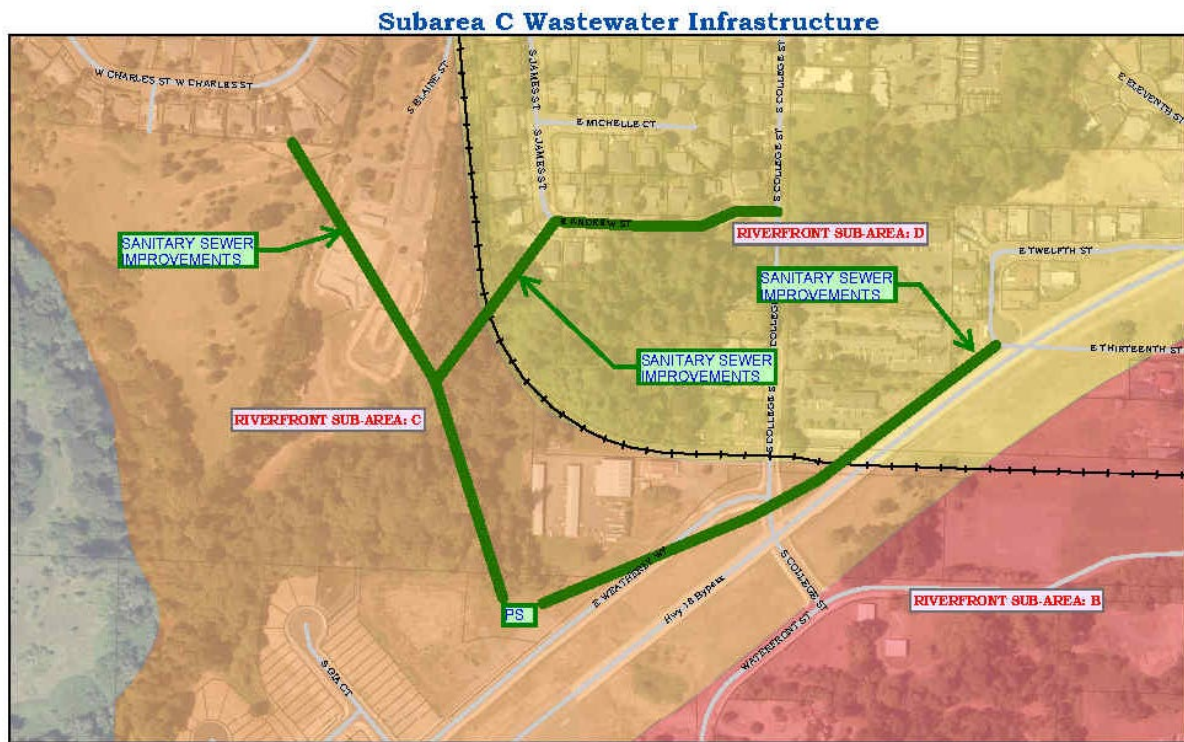 Subarea C Wastewater Infrastructure
W CHARLES ST W CHARLES ST
S BLAINE ST
S JAMES ST
S JAMES ST
E MICHELLE CT
S COLLEGE ST
S COLLEGE ST
E ELEVENTH ST
E ANDREW ST
RIVERFRONT SUB-AREA: D
SANITARY SEWER
IMPROVEMENTS
E TWELFTH ST
SANITARY SEWER
IMPROVEMENTS
S COLLEGE
E THIRTEENTH ST
SANITARY SEWER
IMPROVEMENTS
RIVERFRONT SUB-AREA: C
S COLLEGE S
PS
E WEATHERLY ST
Hwy 18 Bypass
S COLLEGE ST
RIVERFRONT SUB-AREA: B
WATERFRONT ST
S GIA CT